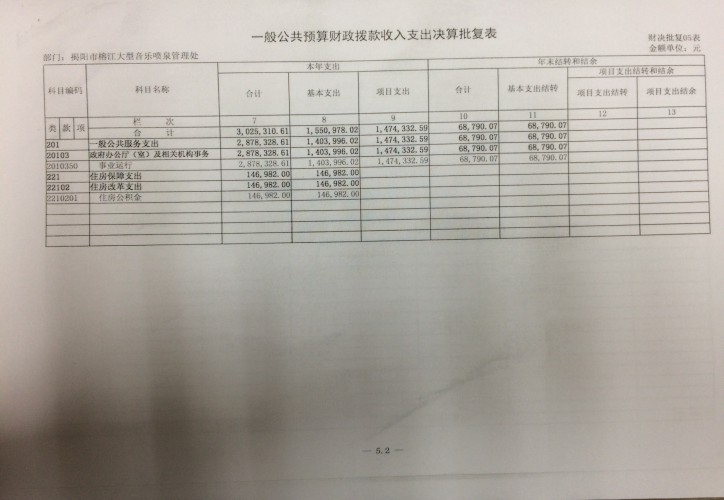 一般公共预算财政拨款收入支出决算批复表
财决批复05表
部门：揭阳市榕江大型音乐喷泉管理处
金额单位：元
科目编码 科目名称 本年支出 年末结转和结余
合计 基本支出 项目支出 合计 基本支出结转 项目支出结转和结余
项目支出结转 项目支出结余
类 款 项 栏 次 7 8 9 10 11 12 13
合 计 3,025,310.61 1,550,978.02 1,474,332.59 68,790.07 68,790.07
201 一般公共服务支出 2,878,328.61 1,403,996.02 1,474,332.59 68,790.07 68,790.07
20103 政府办公厅（室）及相关机构事务 2,878,328.61 1,403,996.02 1,474,332.59 68,790.07 68,790.07
2010350 事业运行 2,878,328.61 1,403,996.02 1,474,332.59 68,790.07 68,790.07
221 住房保障支出 146,982.00 146,982.00
22102 住房改革支出 146,982.00 146,982.00
2210201 住房公积金 146,982.00 146,982.00
— 5.2 —